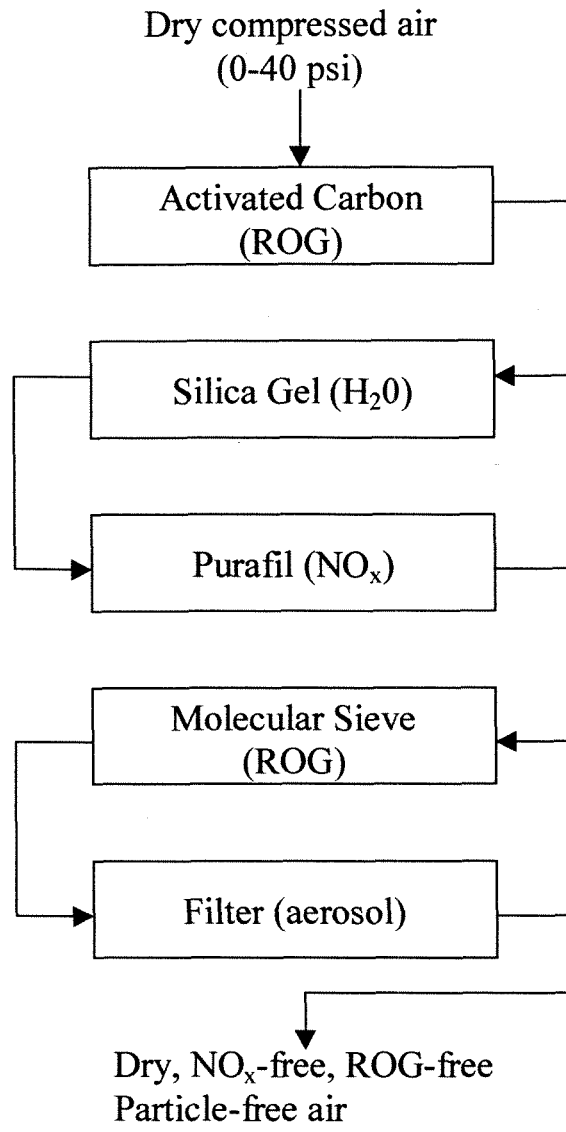 Dry compressed air
(0-40 psi)
Activated Carbon
(ROG)
Silica Gel (H₂0)
Purafil (NOₓ)
Molecular Sieve
(ROG)
Filter (aerosol)
Dry, NOₓ-free, ROG-free
Particle-free air